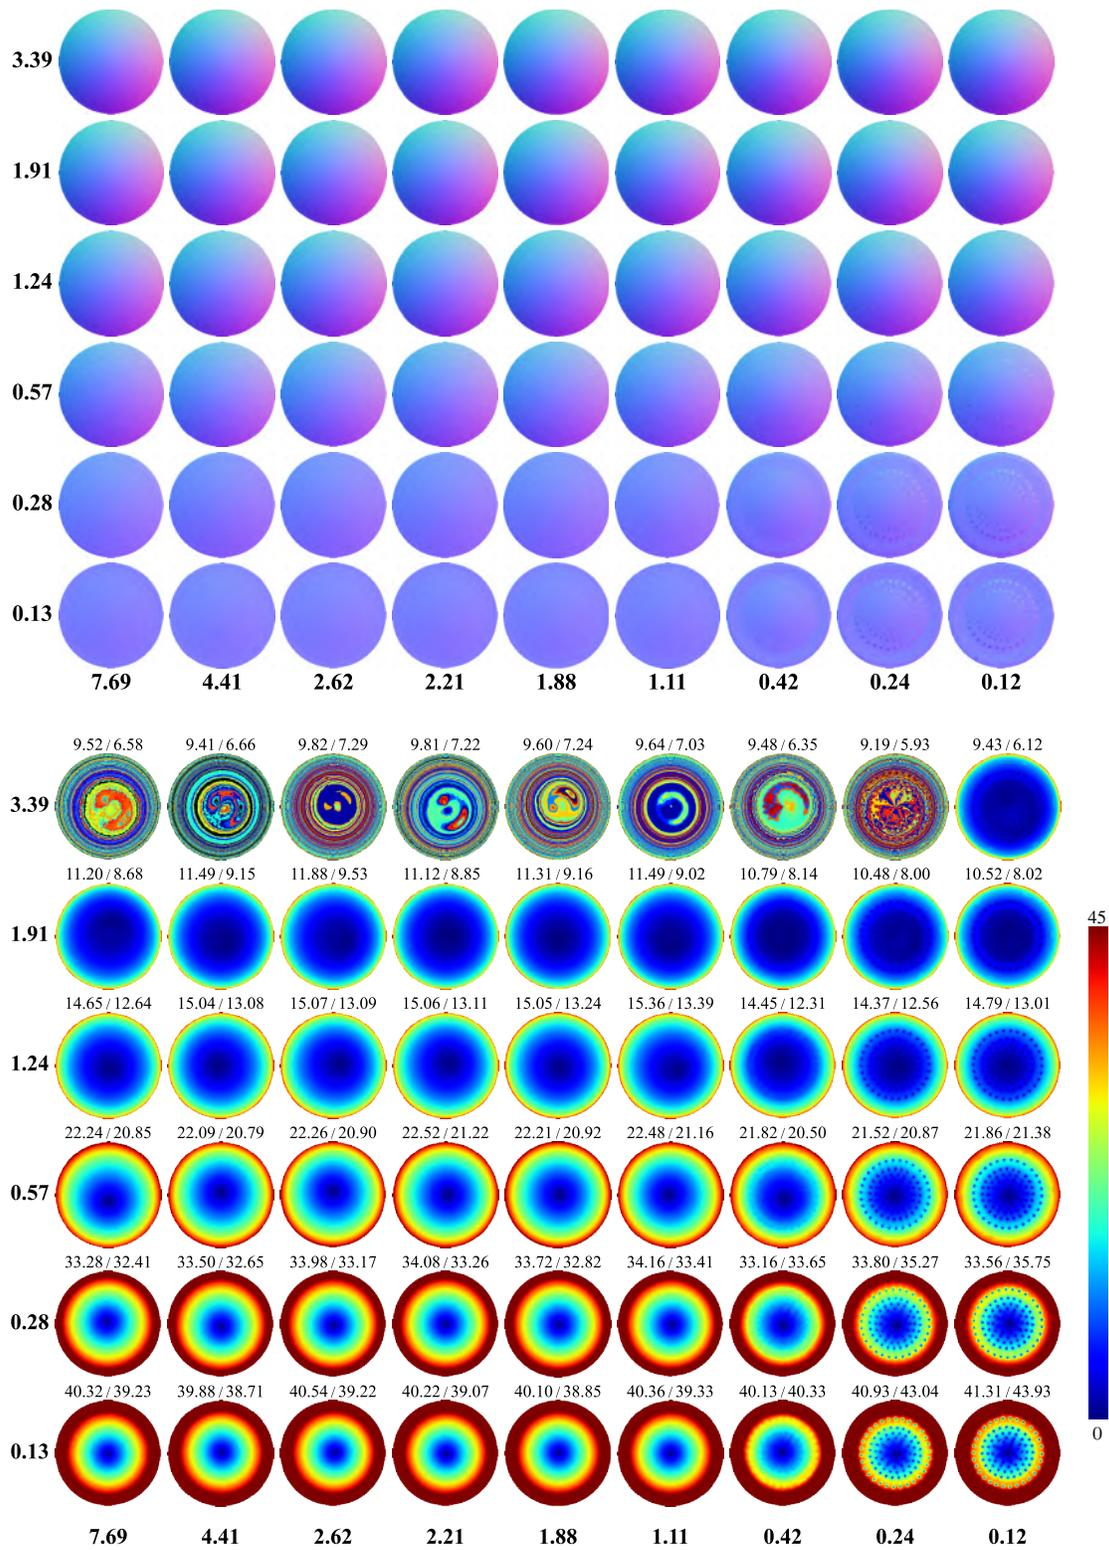 3.39
1.91
1.24
0.57
0.28
0.13
7.69 4.41 2.62 2.21 1.88 1.11 0.42 0.24 0.12
9.52 / 6.58 9.41 / 6.66 9.82 / 7.29 9.81 / 7.22 9.60 / 7.24 9.64 / 7.03 9.48 / 6.35 9.19 / 5.93 9.43 / 6.12
3.39
11.20 / 8.68 11.49 / 9.15 11.88 / 9.53 11.12 / 8.85 11.31 / 9.16 11.49 / 9.02 10.79 / 8.14 10.48 / 8.00 10.52 / 8.02
45
1.91
14.65 / 12.64 15.04 / 13.08 15.07 / 13.09 15.06 / 13.11 15.05 / 13.24 15.36 / 13.39 14.45 / 12.31 14.37 / 12.56 14.79 / 13.01
1.24
22.24 / 20.85 22.09 / 20.79 22.26 / 20.90 22.52 / 21.22 22.21 / 20.92 22.48 / 21.16 21.82 / 20.50 21.52 / 20.87 21.86 / 21.38
0.57
33.28 / 32.41 33.50 / 32.65 33.98 / 33.17 34.08 / 33.26 33.72 / 32.82 34.16 / 33.41 33.16 / 33.65 33.80 / 35.27 33.56 / 35.75
0.28
40.32 / 39.23 39.88 / 38.71 40.54 / 39.22 40.22 / 39.07 40.10 / 38.85 40.36 / 39.33 40.13 / 40.33 40.93 / 43.04 41.31 / 43.93
0
0.13
7.69 4.41 2.62 2.21 1.88 1.11 0.42 0.24 0.12